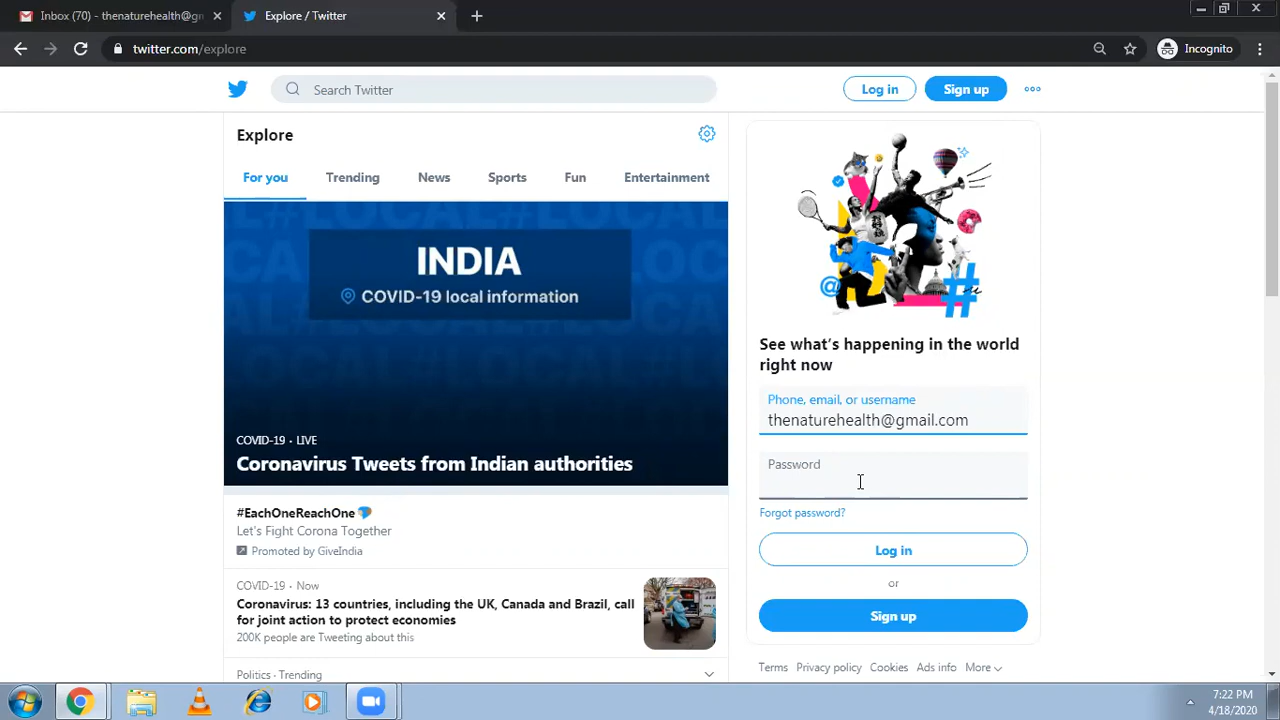 Inbox (70) - thenaturehealth@gm
Explore / Twitter
twitter.com/explore
Incognito
Search Twitter
Log in
Sign up
Explore
For you
Trending
News
Sports
Fun
Entertainment
INDIA
COVID-19 local information
COVID-19 · LIVE
Coronavirus Tweets from Indian authorities
#EachOneReachOne
Let's Fight Corona Together
Promoted by GiveIndia
COVID-19 · Now
Coronavirus: 13 countries, including the UK, Canada and Brazil, call
for joint action to protect economies
200K people are Tweeting about this
Politics · Trending
See what's happening in the world
right now
Phone, email, or username
thenaturehealth@gmail.com
Password
Forgot password?
Log in
or
Sign up
Terms Privacy policy Cookies Ads info More
7:22 PM
4/18/2020